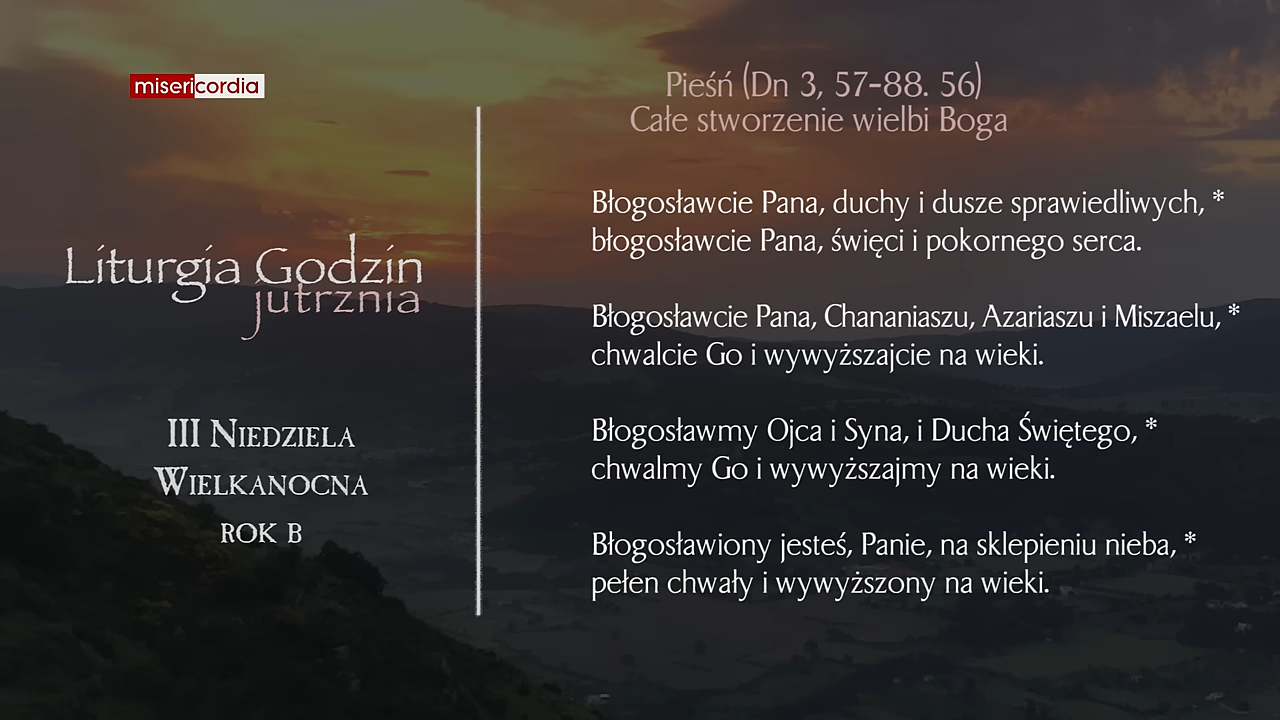 misericordia
Liturgia Godzin
jutrznia
III Niedziela
Wielkanocna
rok B
Pieśń (Dn 3, 57-88. 56)
Całe stworzenie wielbi Boga
Błogosławcie Pana, duchy i dusze sprawiedliwych, *
błogosławcie Pana, święci i pokornego serca.
Błogosławcie Pana, Chananiaszu, Azariaszu i Miszaelu, *
chwalcie Go i wywyższajcie na wieki.
Błogosławmy Ojca i Syna, i Ducha Świętego, *
chwalmy Go i wywyższajmy na wieki.
Błogosławiony jesteś, Panie, na sklepieniu nieba, *
pełen chwały i wywyższony na wieki.